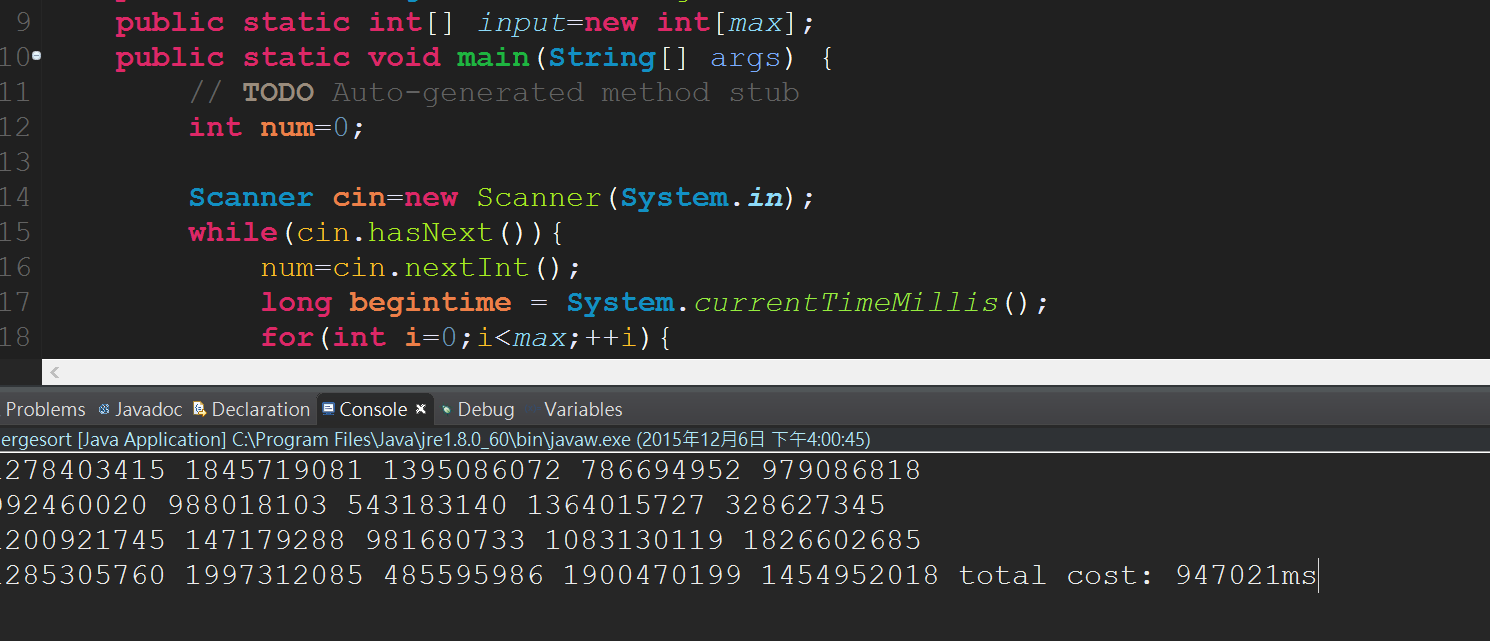 9 public static int[] input=new int[max];
10 public static void main(String[] args) {
11 // TODO Auto-generated method stub
12 int num=0;
13
14 Scanner cin=new Scanner(System.in);
15 while(cin.hasNext()){
16 num=cin.nextInt();
17 long begintime = System.currentTimeMillis();
18 for(int i=0;i<max;++i){
Problems Javadoc Declaration Console Debug Variables
ergesort [Java Application] C:\Program Files\Java\jre1.8.0_60\bin\javaw.exe (2015年12月6日 下午4:00:45)
278403415 1845719081 1395086072 786694952 979086818
92460020 988018103 543183140 1364015727 328627345
200921745 147179288 981680733 1083130119 1826602685
285305760 1997312085 485595986 1900470199 1454952018 total cost: 947021ms